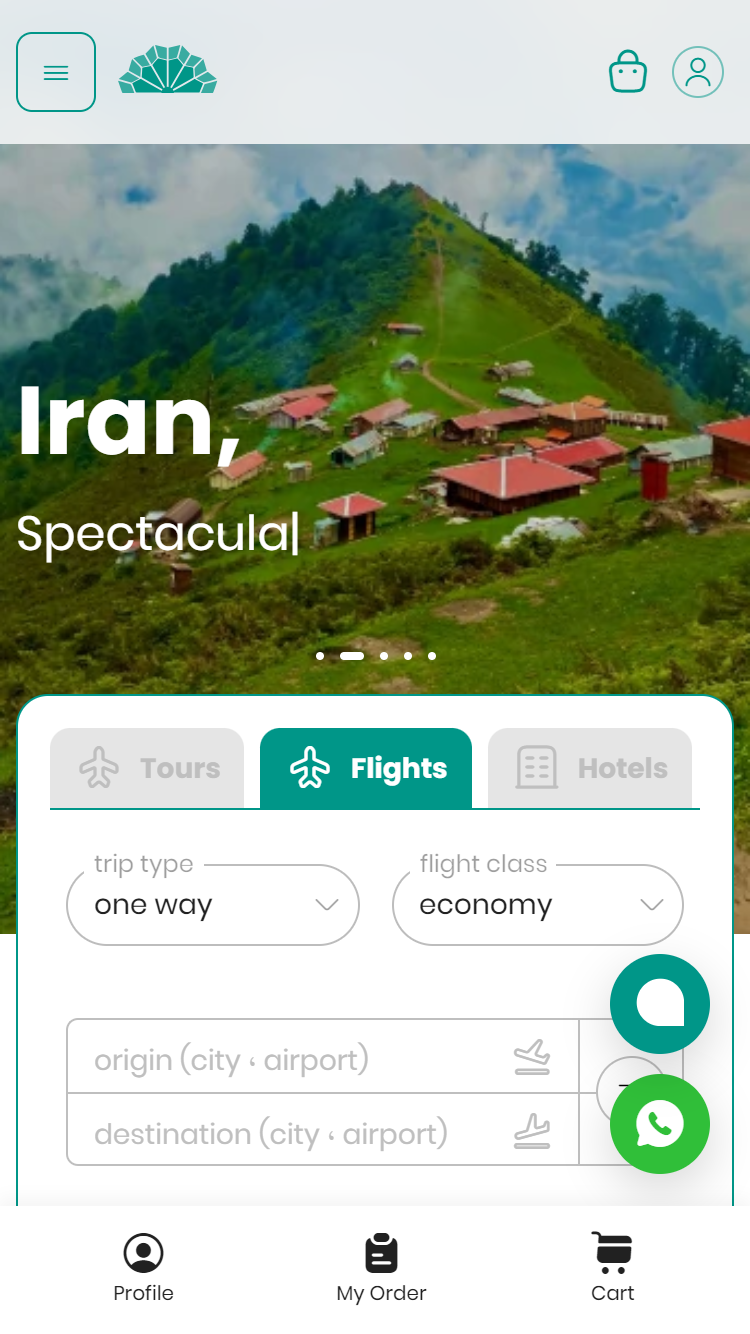 Iran,
Spectacula|
Tours
Flights
Hotels
trip type
flight class
one way
economy
origin (city ، airport)
destination (city ، airport)
Profile
My Order
Cart